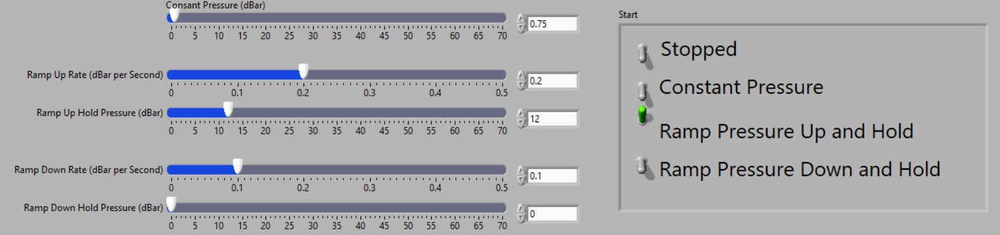 Consant Pressure (dBar)
0 5 10 15 20 25 30 35 40 45 50 55 60 65 70
0.75
Ramp Up Rate (dBar per Second)
0 0.1 0.2 0.3 0.4 0.5
0.2
Ramp Up Hold Pressure (dBar)
0 5 10 15 20 25 30 35 40 45 50 55 60 65 70
12
Ramp Down Rate (dBar per Second)
0 0.1 0.2 0.3 0.4 0.5
0.1
Ramp Down Hold Pressure (dBar)
0 5 10 15 20 25 30 35 40 45 50 55 60 65 70
0
Start
Stopped
Constant Pressure
Ramp Pressure Up and Hold
Ramp Pressure Down and Hold